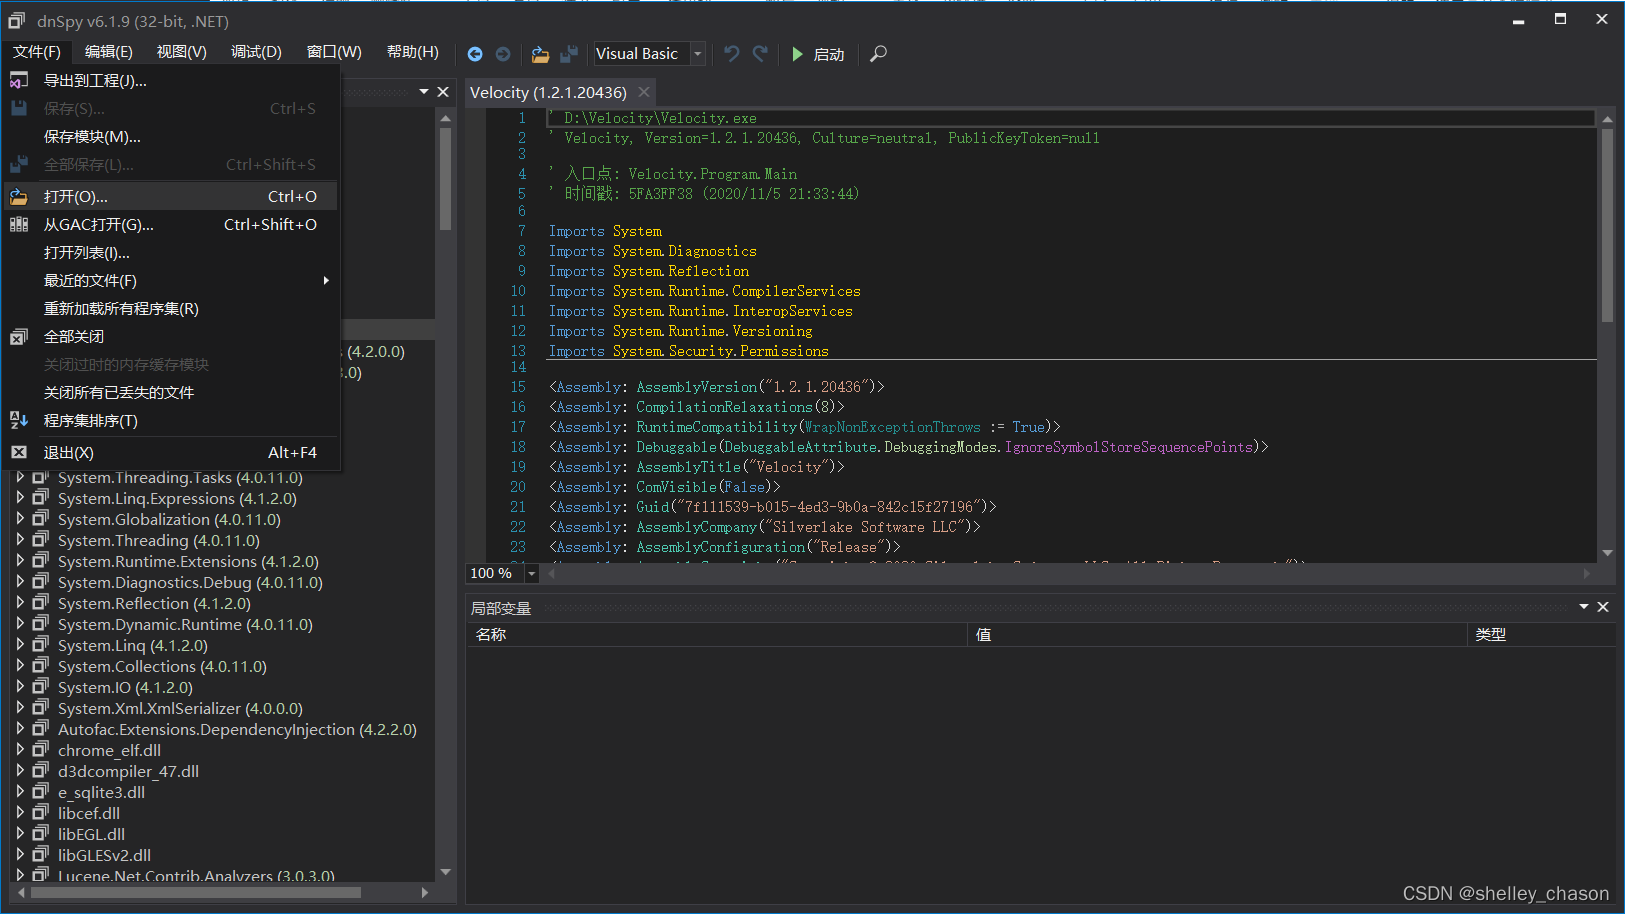 dnSpy v6.1.9 (32-bit, .NET)
文件(F) 编辑(E) 视图(V) 调试(D) 窗口(W) 帮助(H) Visual Basic 启动
导出到工程(J)...
保存(S)... Ctrl+S
保存模块(M)...
全部保存(L)... Ctrl+Shift+S
打开(O)... Ctrl+O
从GAC打开(G)... Ctrl+Shift+O
打开列表(I)...
最近的文件(F)
重新加载所有程序集(R)
全部关闭
关闭过时的内存缓存模块
关闭所有已丢失的文件
程序集排序(T)
退出(X) Alt+F4
(4.2.0.0)
.0)
System.Threading.Tasks (4.0.11.0)
System.Linq.Expressions (4.1.2.0)
System.Globalization (4.0.11.0)
System.Threading (4.0.11.0)
System.Runtime.Extensions (4.1.2.0)
System.Diagnostics.Debug (4.0.11.0)
System.Reflection (4.1.2.0)
System.Dynamic.Runtime (4.0.11.0)
System.Linq (4.1.2.0)
System.Collections (4.0.11.0)
System.IO (4.1.2.0)
System.Xml.XmlSerializer (4.0.0.0)
Autofac.Extensions.DependencyInjection (4.2.2.0)
chrome_elf.dll
d3dcompiler_47.dll
e_sqlite3.dll
libcef.dll
libEGL.dll
libGLESv2.dll
Lucene.Net.Contrib.Analyzers (3.0.3.0)
Velocity (1.2.1.20436)
1 ' D:\Velocity\Velocity.exe
2 ' Velocity, Version=1.2.1.20436, Culture=neutral, PublicKeyToken=null
3
4 ' 入口点: Velocity.Program.Main
5 ' 时间戳: 5FA3FF38 (2020/11/5 21:33:44)
6
7 Imports System
8 Imports System.Diagnostics
9 Imports System.Reflection
10 Imports System.Runtime.CompilerServices
11 Imports System.Runtime.InteropServices
12 Imports System.Runtime.Versioning
13 Imports System.Security.Permissions
14
15 <Assembly: AssemblyVersion("1.2.1.20436")>
16 <Assembly: CompilationRelaxations(8)>
17 <Assembly: RuntimeCompatibility(WrapNonExceptionThrows := True)>
18 <Assembly: Debuggable(DebuggableAttribute.DebuggingModes.IgnoreSymbolStoreSequencePoints)>
19 <Assembly: AssemblyTitle("Velocity")>
20 <Assembly: ComVisible(False)>
21 <Assembly: Guid("7f111539-b015-4ed3-9b0a-842c15f27196")>
22 <Assembly: AssemblyCompany("Silverlake Software LLC")>
23 <Assembly: AssemblyConfiguration("Release")>
100 %
局部变量
名称 值 类型
CSDN @shelley_chason